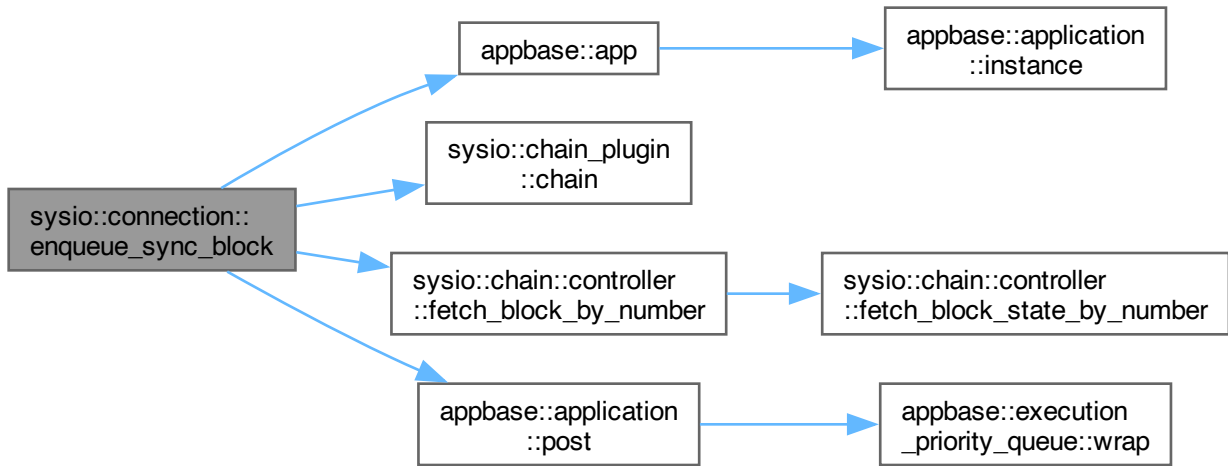 sysio::connection::
enqueue_sync_block
appbase::app
appbase::application
::instance
sysio::chain_plugin
::chain
sysio::chain::controller
::fetch_block_by_number
sysio::chain::controller
::fetch_block_state_by_number
appbase::application
::post
appbase::execution
_priority_queue::wrap